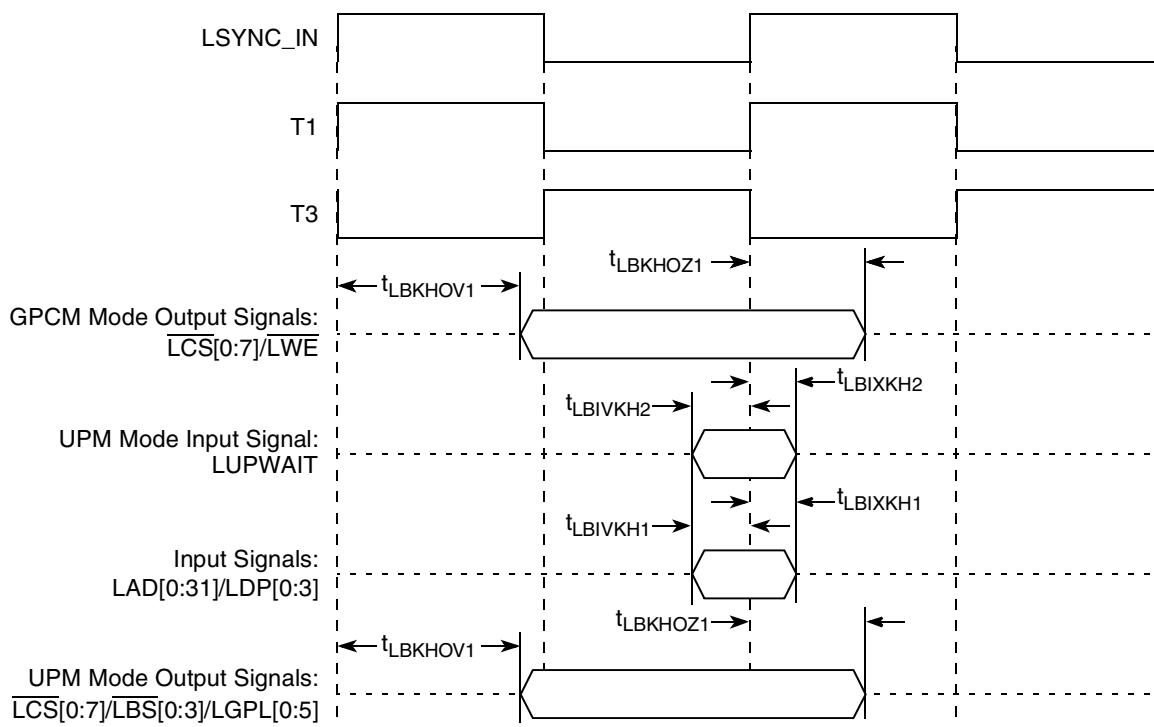 LSYNC_IN
T1
T3
tLBKHOZ1
tLBKHOV1
GPCM Mode Output Signals:
LCS[0:7]/LWE
tLBIXKH2
tLBIVKH2
UPM Mode Input Signal:
LUPWAIT
tLBIXKH1
tLBIVKH1
Input Signals:
LAD[0:31]/LDP[0:3]
tLBKHOZ1
tLBKHOV1
UPM Mode Output Signals:
LCS[0:7]/LBS[0:3]/LGPL[0:5]